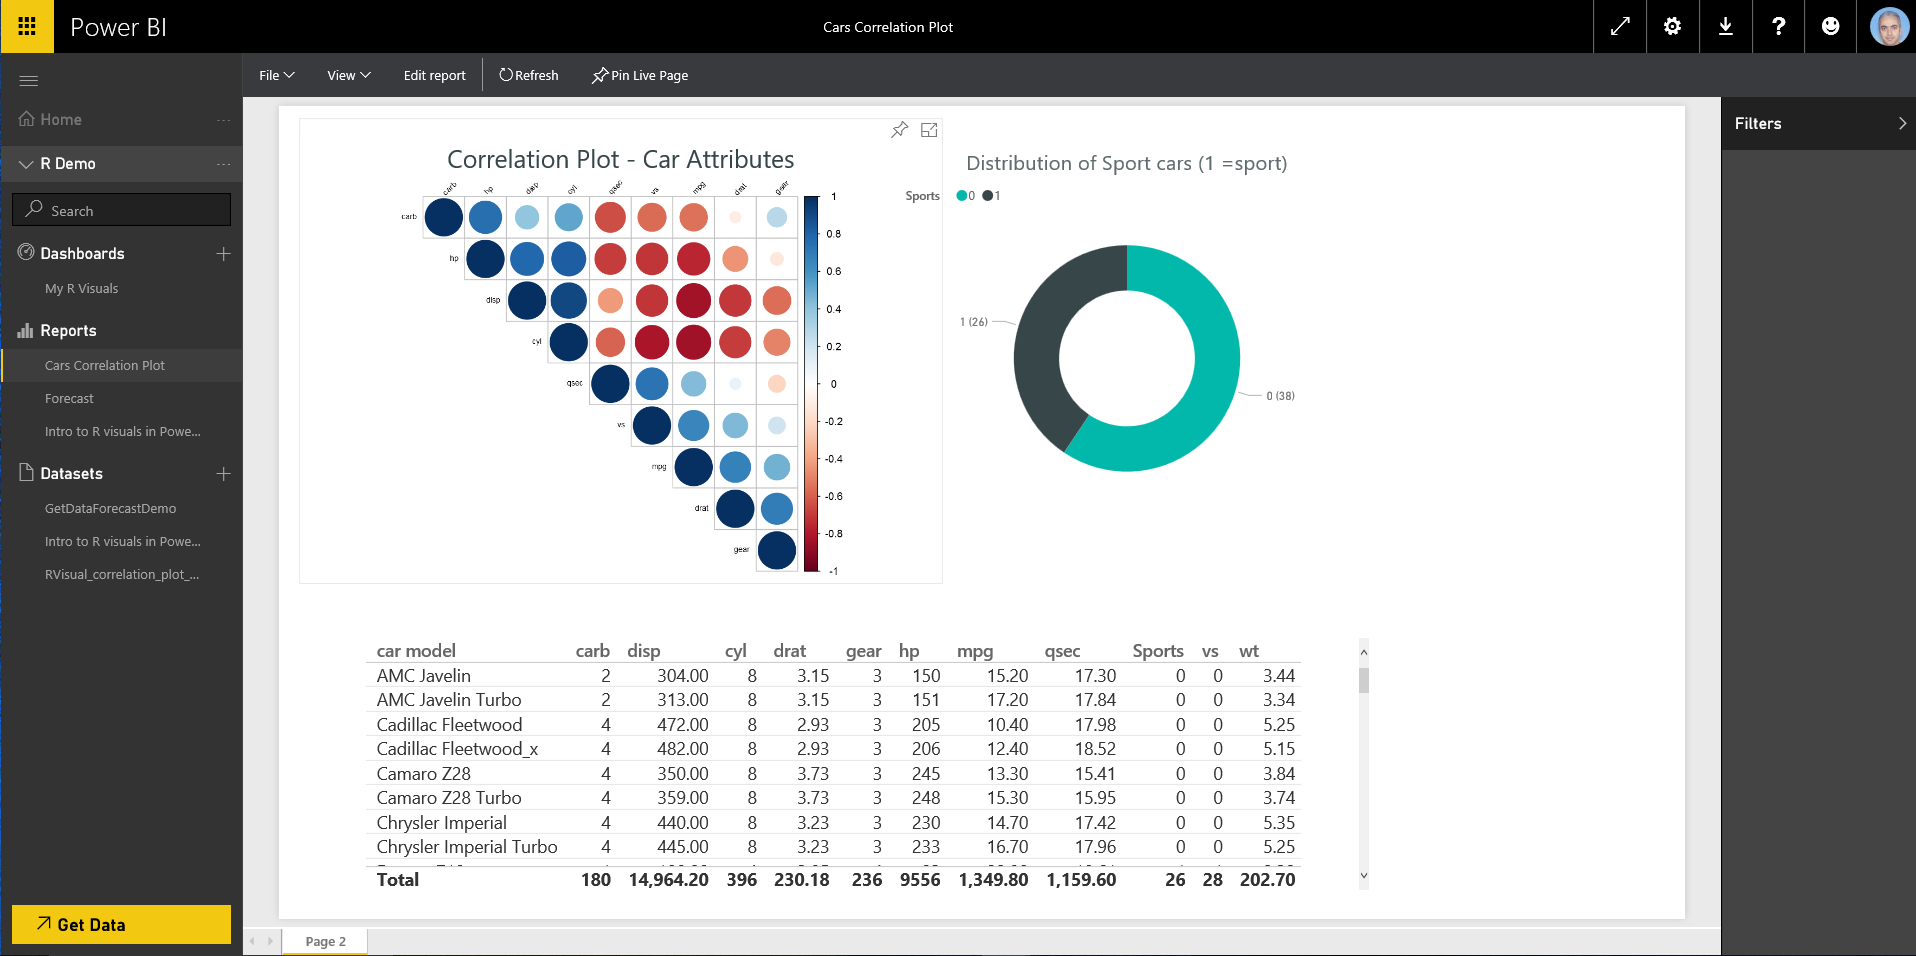 Power BI
Cars Correlation Plot
?
File View Edit report Refresh Pin Live Page
Home ...
R Demo ...
Search
Dashboards +
My R Visuals
Reports
Cars Correlation Plot
Forecast
Intro to R visuals in Powe...
Datasets +
GetDataForecastDemo
Intro to R visuals in Powe...
RVisual_correlation_plot_...
Get Data
Correlation Plot - Car Attributes
carb hp disp cyl qsec vs mpg drat gear
carb
hp
disp
cyl
qsec
vs
mpg
drat
gear
1
0.8
0.6
0.4
0.2
0
-0.2
-0.4
-0.6
-0.8
-1
Distribution of Sport cars (1 =sport)
Sports 0 1
1 (26)
0 (38)
car model carb disp cyl drat gear hp mpg qsec Sports vs wt
AMC Javelin 2 304.00 8 3.15 3 150 15.20 17.30 0 0 3.44
AMC Javelin Turbo 2 313.00 8 3.15 3 151 17.20 17.84 0 0 3.34
Cadillac Fleetwood 4 472.00 8 2.93 3 205 10.40 17.98 0 0 5.25
Cadillac Fleetwood_x 4 482.00 8 2.93 3 206 12.40 18.52 0 0 5.15
Camaro Z28 4 350.00 8 3.73 3 245 13.30 15.41 0 0 3.84
Camaro Z28 Turbo 4 359.00 8 3.73 3 248 15.30 15.95 0 0 3.74
Chrysler Imperial 4 440.00 8 3.23 3 230 14.70 17.42 0 0 5.35
Chrysler Imperial Turbo 4 445.00 8 3.23 3 233 16.70 17.96 0 0 5.25
Total 180 14,964.20 396 230.18 236 9556 1,349.80 1,159.60 26 28 202.70
Page 2
Filters